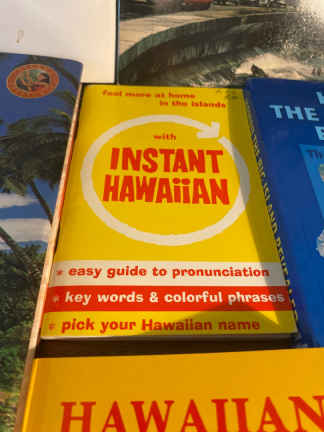 feel more at home
in the islands
with
INSTANT
HAWAiiAN
* easy guide to pronunciation
* key words & colorful phrases
* pick your Hawaiian name
THE
HAWAIIAN